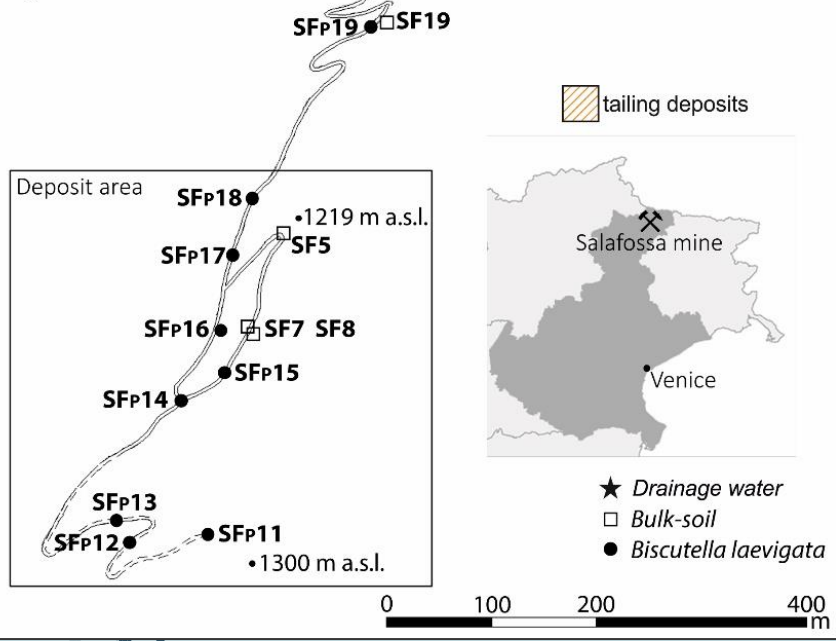 SFP19 SF19
tailing deposits
Deposit area
SFP18
1219 m a.s.l.
SF5
SFP17
Salafossa mine
SFP16
SF7 SF8
SFP15
SFP14
Venice
Drainage water
SFP13
Bulk-soil
SFP12
SFP11
Biscutella laevigata
1300 m a.s.l.
0 100 200 400
m